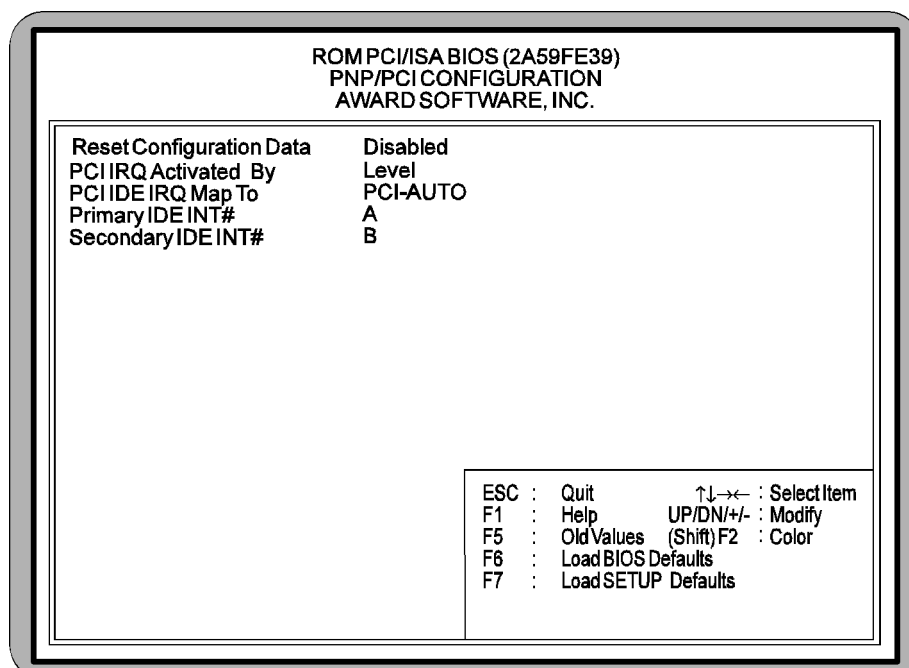 ROM PCI/ISA BIOS (2A59FE39)
PNP/PCI CONFIGURATION
AWARD SOFTWARE, INC.
Reset Configuration Data Disabled
PCI IRQ Activated By Level
PCI IDE IRQ Map To PCI-AUTO
Primary IDE INT# A
Secondary IDE INT# B
ESC : Quit ↑↓→← : Select Item
F1 : Help UP/DN/+/- : Modify
F5 : Old Values (Shift) F2 : Color
F6 : Load BIOS Defaults
F7 : Load SETUP Defaults